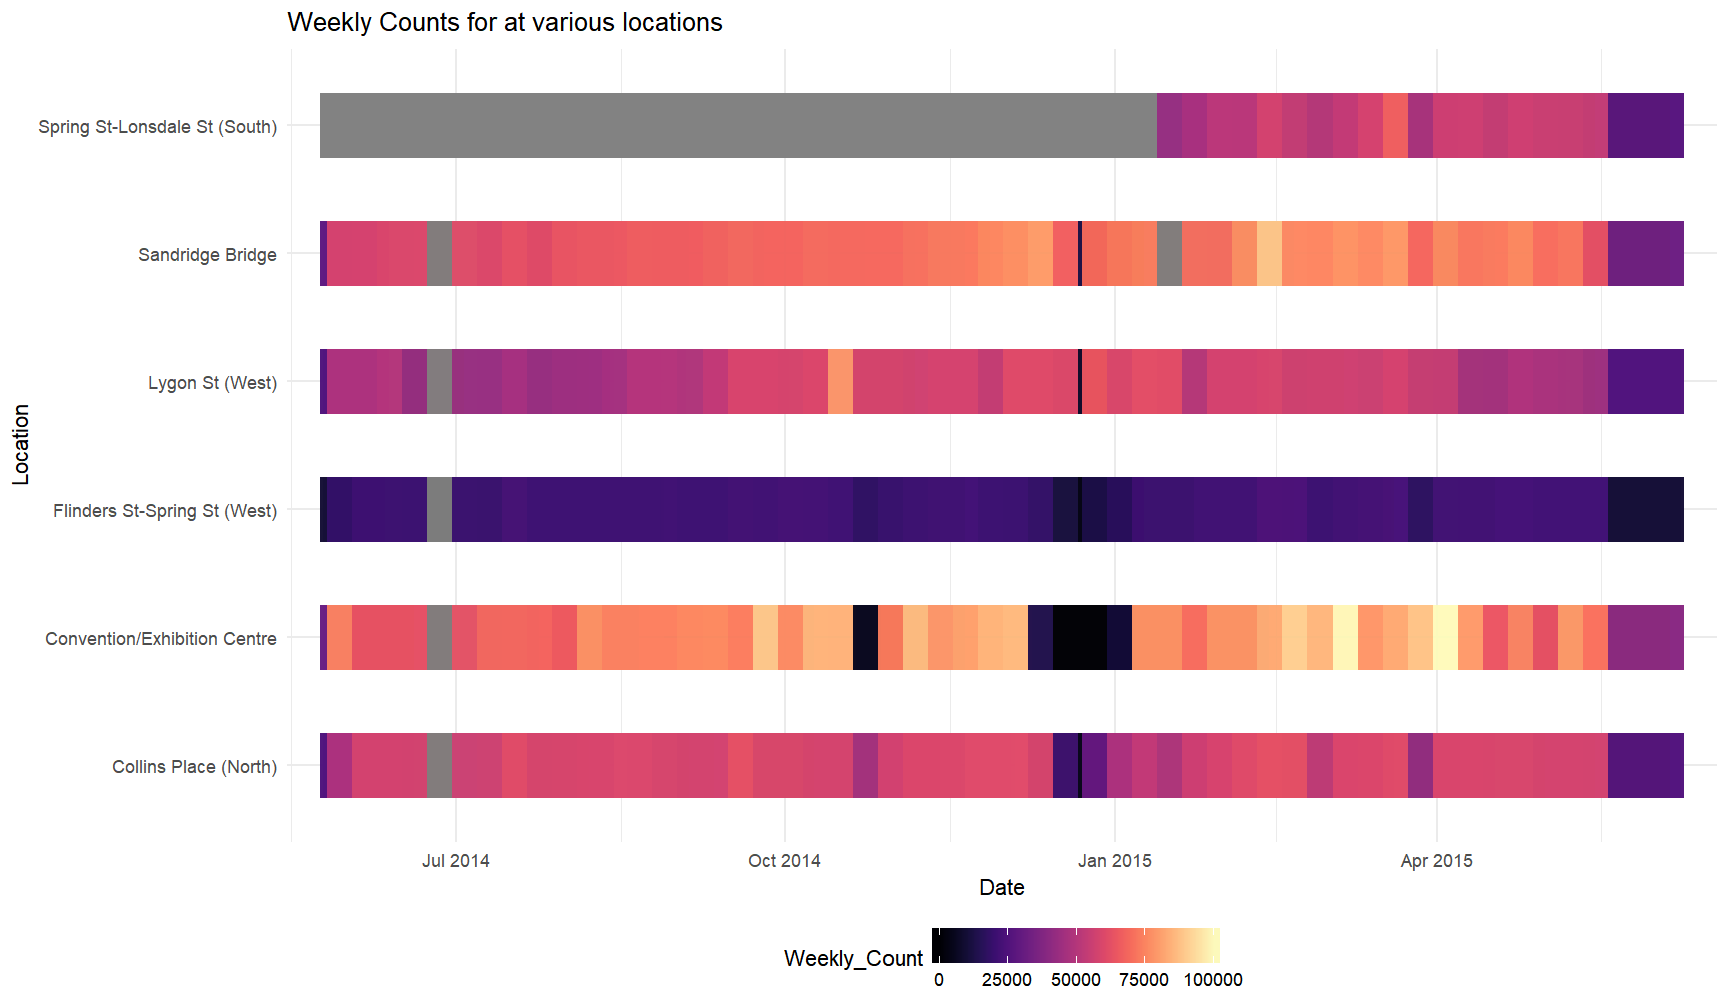 Weekly Counts for at various locations
Location
Spring St-Lonsdale St (South)
Sandridge Bridge
Lygon St (West)
Flinders St-Spring St (West)
Convention/Exhibition Centre
Collins Place (North)
Jul 2014 Oct 2014 Jan 2015 Apr 2015
Date
Weekly_Count
0 25000 50000 75000 100000